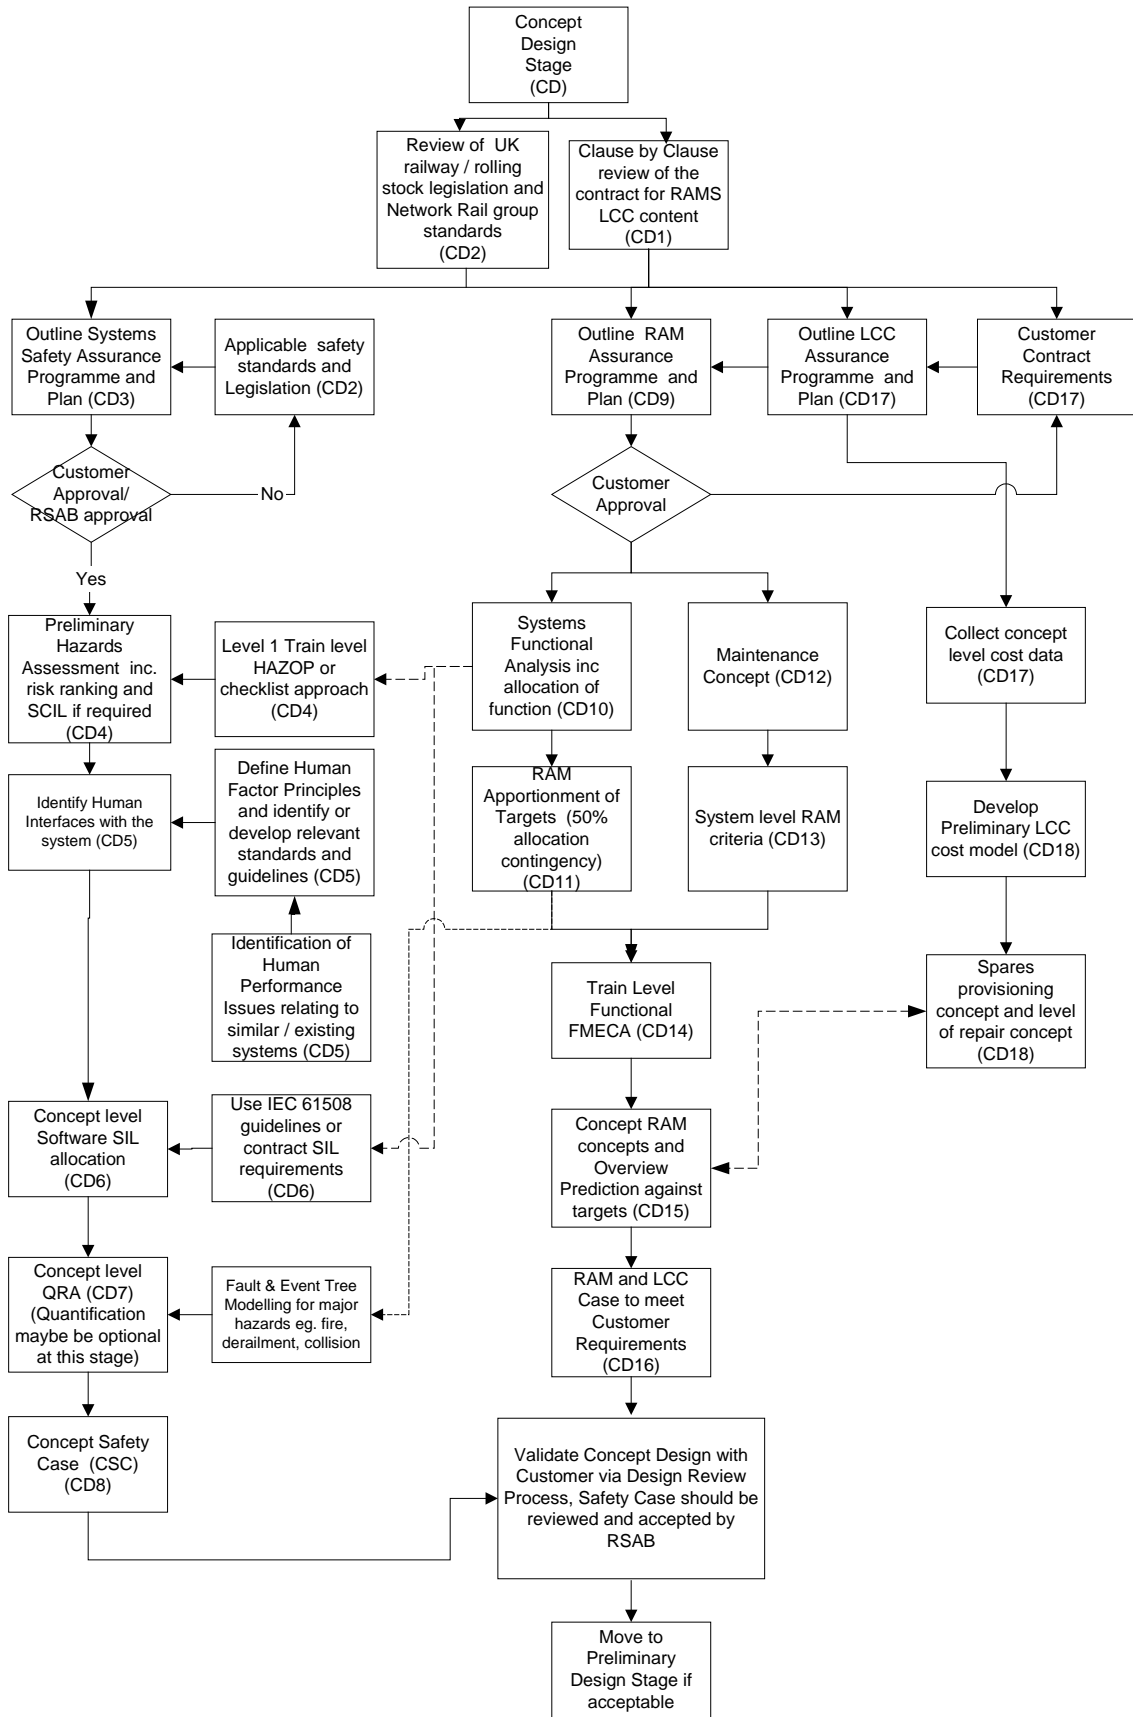 Concept
Design
Stage
(CD)
Review of UK
railway / rolling
stock legislation and
Network Rail group
standards
(CD2)
Clause by Clause
review of the
contract for RAMS
LCC content
(CD1)
Outline Systems
Safety Assurance
Programme and
Plan (CD3)
Applicable safety
standards and
Legislation (CD2)
Outline RAM
Assurance
Programme and
Plan (CD9)
Outline LCC
Assurance
Programme and
Plan (CD17)
Customer
Contract
Requirements
(CD17)
Customer
Approval/
RSAB approval
No
Customer
Approval
Yes
Preliminary
Hazards
Assessment inc.
risk ranking and
SCIL if required
(CD4)
Level 1 Train level
HAZOP or
checklist approach
(CD4)
Systems
Functional
Analysis inc
allocation of
function (CD10)
Maintenance
Concept (CD12)
Collect concept
level cost data
(CD17)
Identify Human
Interfaces with the
system (CD5)
Define Human
Factor Principles
and identify or
develop relevant
standards and
guidelines (CD5)
RAM
Apportionment of
Targets (50%
allocation
contingency)
(CD11)
System level RAM
criteria (CD13)
Develop
Preliminary LCC
cost model (CD18)
Identification of
Human
Performance
Issues relating to
similar / existing
systems (CD5)
Train Level
Functional
FMECA (CD14)
Spares
provisioning
concept and level
of repair concept
(CD18)
Concept level
Software SIL
allocation
(CD6)
Use IEC 61508
guidelines or
contract SIL
requirements
(CD6)
Concept RAM
concepts and
Overview
Prediction against
targets (CD15)
Concept level
QRA (CD7)
(Quantification
maybe be optional
at this stage)
Fault & Event Tree
Modelling for major
hazards eg. fire,
derailment, collision
RAM and LCC
Case to meet
Customer
Requirements
(CD16)
Concept Safety
Case (CSC)
(CD8)
Validate Concept Design with
Customer via Design Review
Process, Safety Case should be
reviewed and accepted by
RSAB
Move to
Preliminary
Design Stage if
acceptable